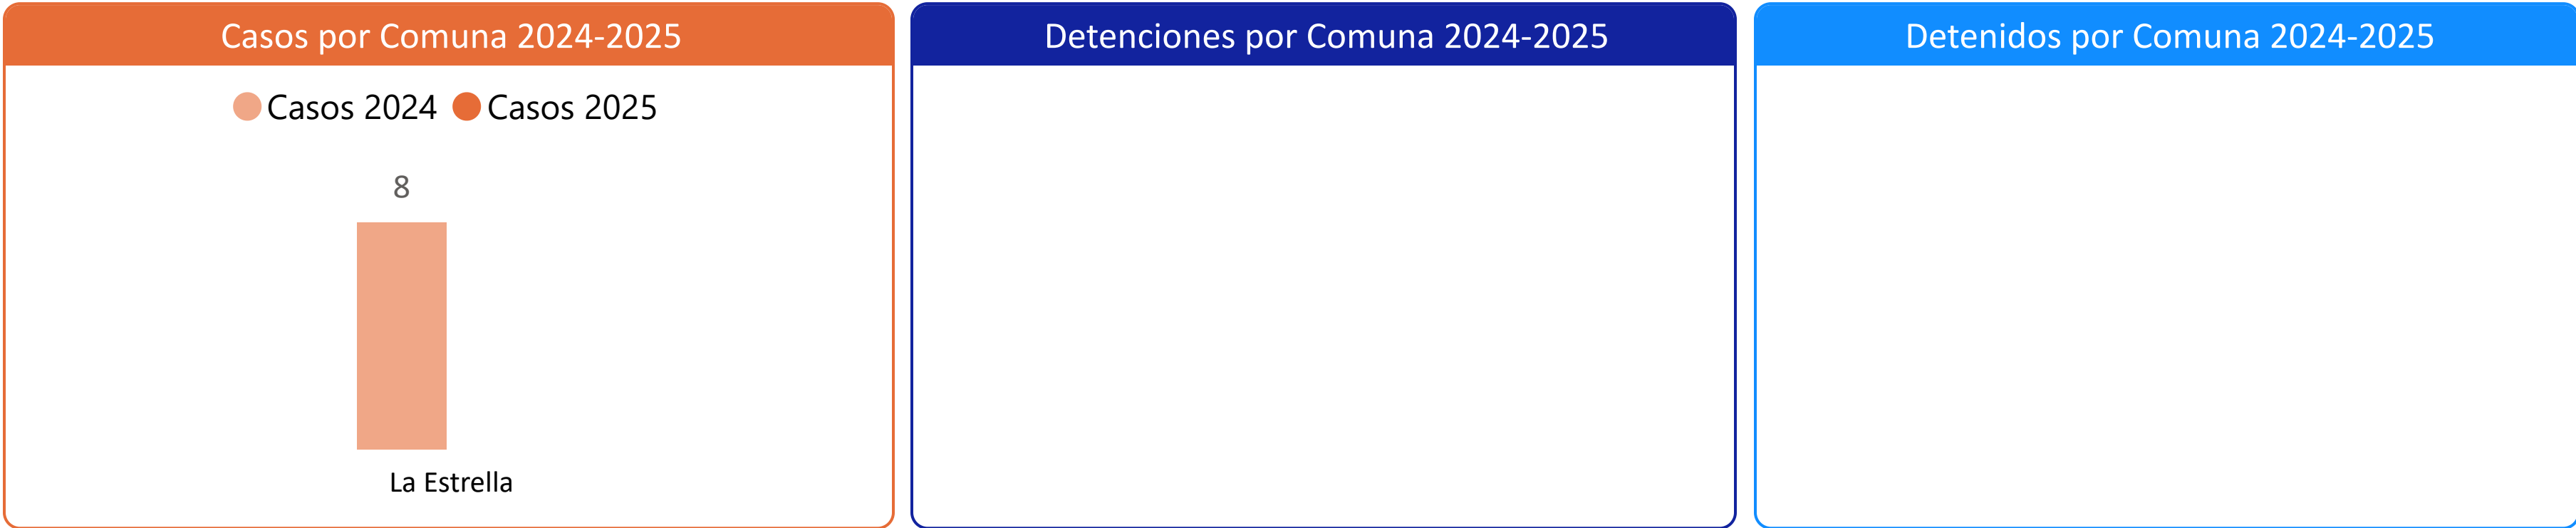 Casos por Comuna 2024-2025
Casos 2024 Casos 2025
8
La Estrella
Detenciones por Comuna 2024-2025
Detenidos por Comuna 2024-2025